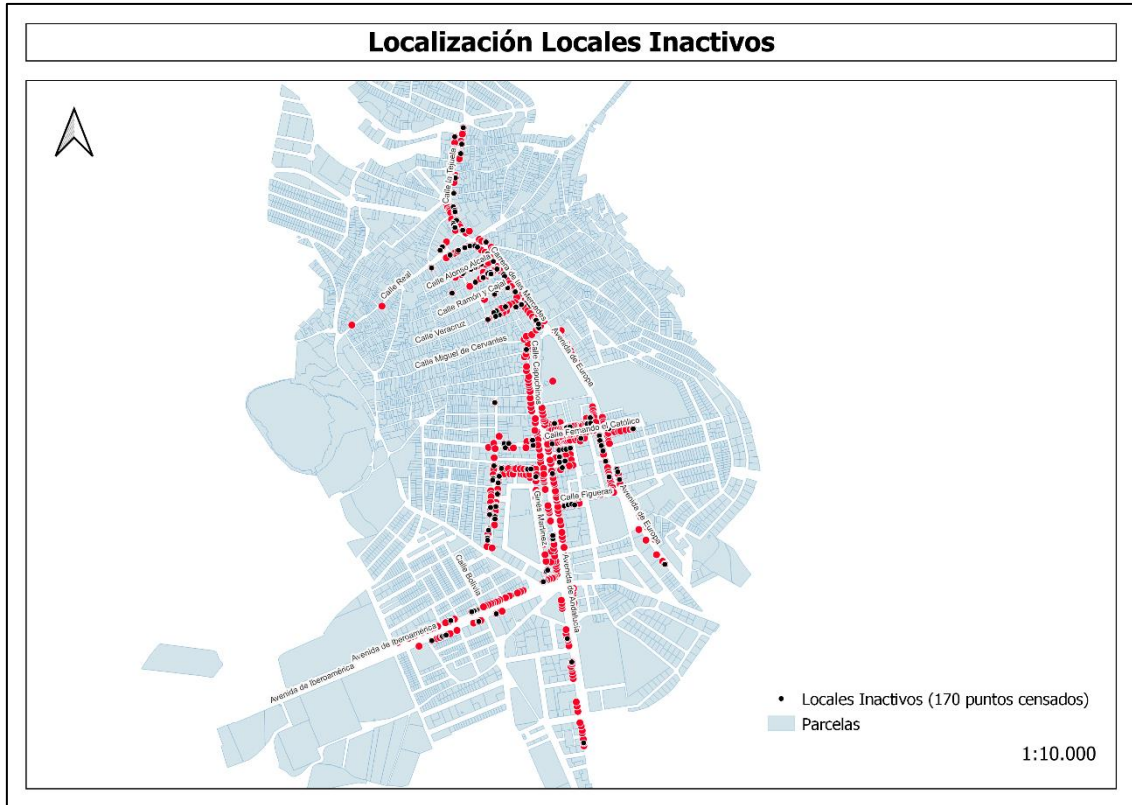 Localización Locales Inactivos
Calle la Tejuela
Calle Real
Calle Alonso Alcala
Carrera de las Mercedes
Calle Ramón y Cajal
Calle Veracruz
Calle Miguel de Cervantes
Avenida de Europa
Calle Capuchinos
Calle Fernando el Católico
Calle Figueras
Avenida de Europa
Ginés Martinez
Calle Bolivia
Avenida de Andalucía
Avenida de Iberoamérica
Avenida de Iberoamérica
Locales Inactivos (170 puntos censados)
Parcelas
1:10.000